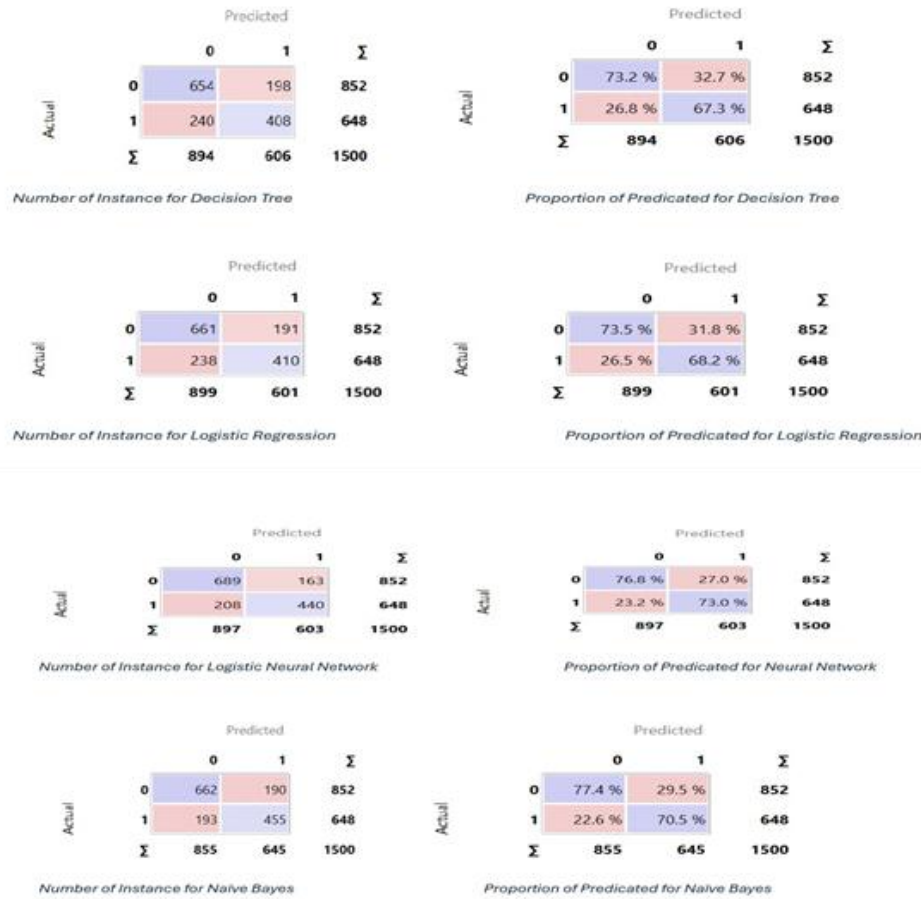 Predicted
0 1 Σ
Actual
0 654 198 852
1 240 408 648
Σ 894 606 1500
Number of Instance for Decision Tree
Predicted
0 1 Σ
Actual
0 73.2 % 32.7 % 852
1 26.8 % 67.3 % 648
Σ 894 606 1500
Proportion of Predicated for Decision Tree
Predicted
0 1 Σ
Actual
0 661 191 852
1 238 410 648
Σ 899 601 1500
Number of Instance for Logistic Regression
Predicted
0 1 Σ
Actual
0 73.5 % 31.8 % 852
1 26.5 % 68.2 % 648
Σ 899 601 1500
Proportion of Predicated for Logistic Regression
Predicted
0 1 Σ
Actual
0 689 163 852
1 208 440 648
Σ 897 603 1500
Number of Instance for Logistic Neural Network
Predicted
0 1 Σ
Actual
0 76.8 % 27.0 % 852
1 23.2 % 73.0 % 648
Σ 897 603 1500
Proportion of Predicated for Neural Network
Predicted
0 1 Σ
Actual
0 662 190 852
1 193 455 648
Σ 855 645 1500
Number of Instance for Naïve Bayes
Predicted
0 1 Σ
Actual
0 77.4 % 29.5 % 852
1 22.6 % 70.5 % 648
Σ 855 645 1500
Proportion of Predicated for Naïve Bayes